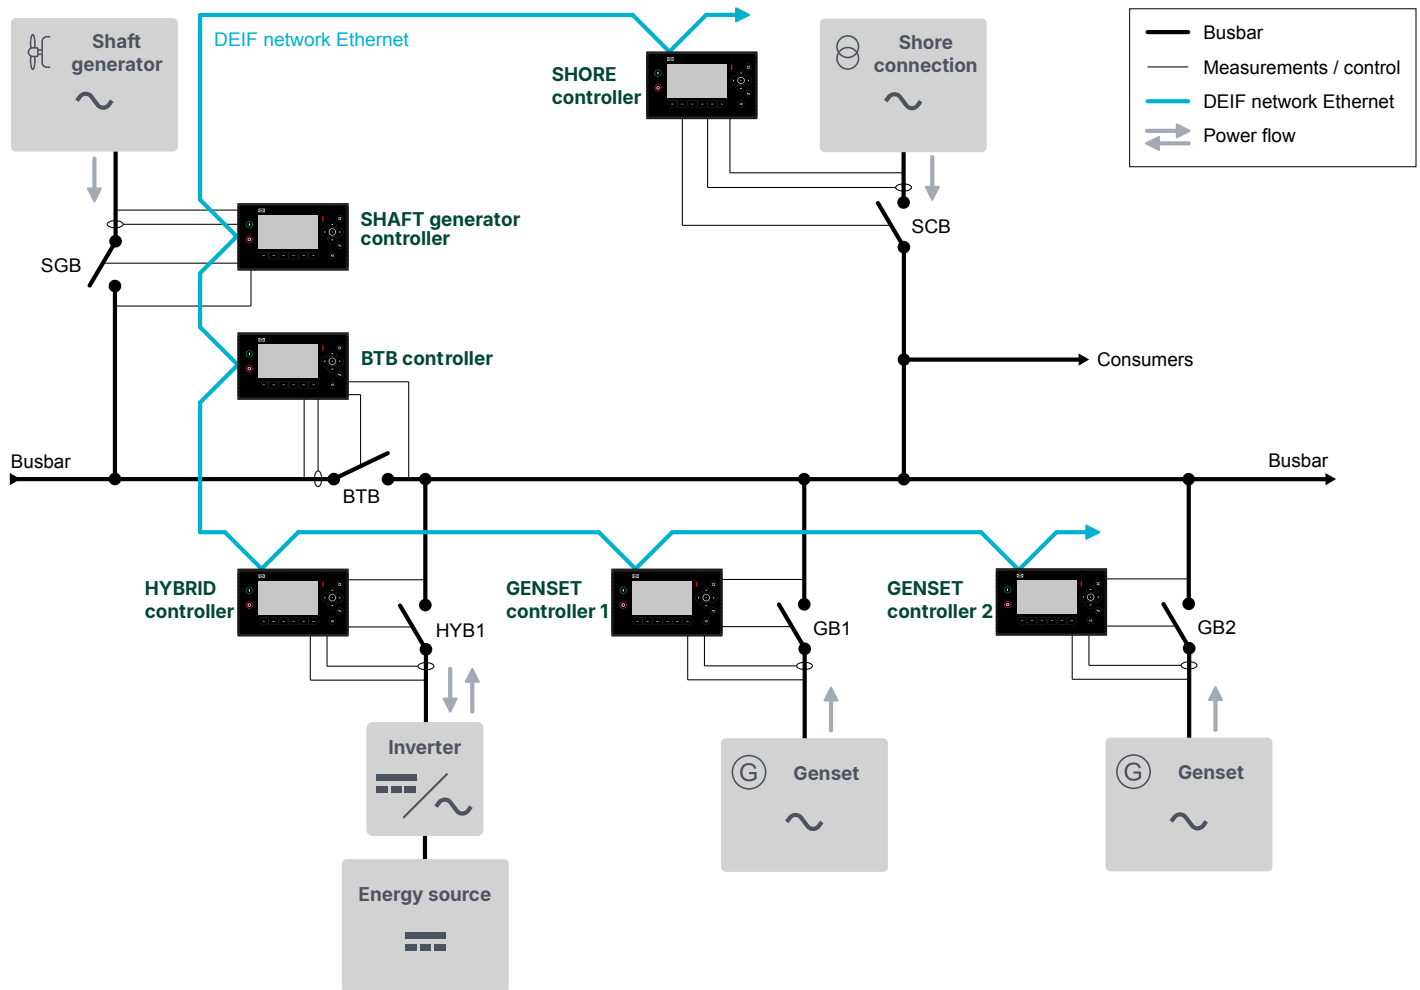 Shaft
generator
DEIF network Ethernet
SHORE
controller
Shore
connection
Busbar
Measurements / control
DEIF network Ethernet
Power flow
SHAFT generator
controller
SGB
SCB
BTB controller
Consumers
Busbar
BTB
Busbar
HYBRID
controller
HYB1
GENSET
controller 1
GB1
GENSET
controller 2
GB2
Inverter
G
Genset
G
Genset
Energy source